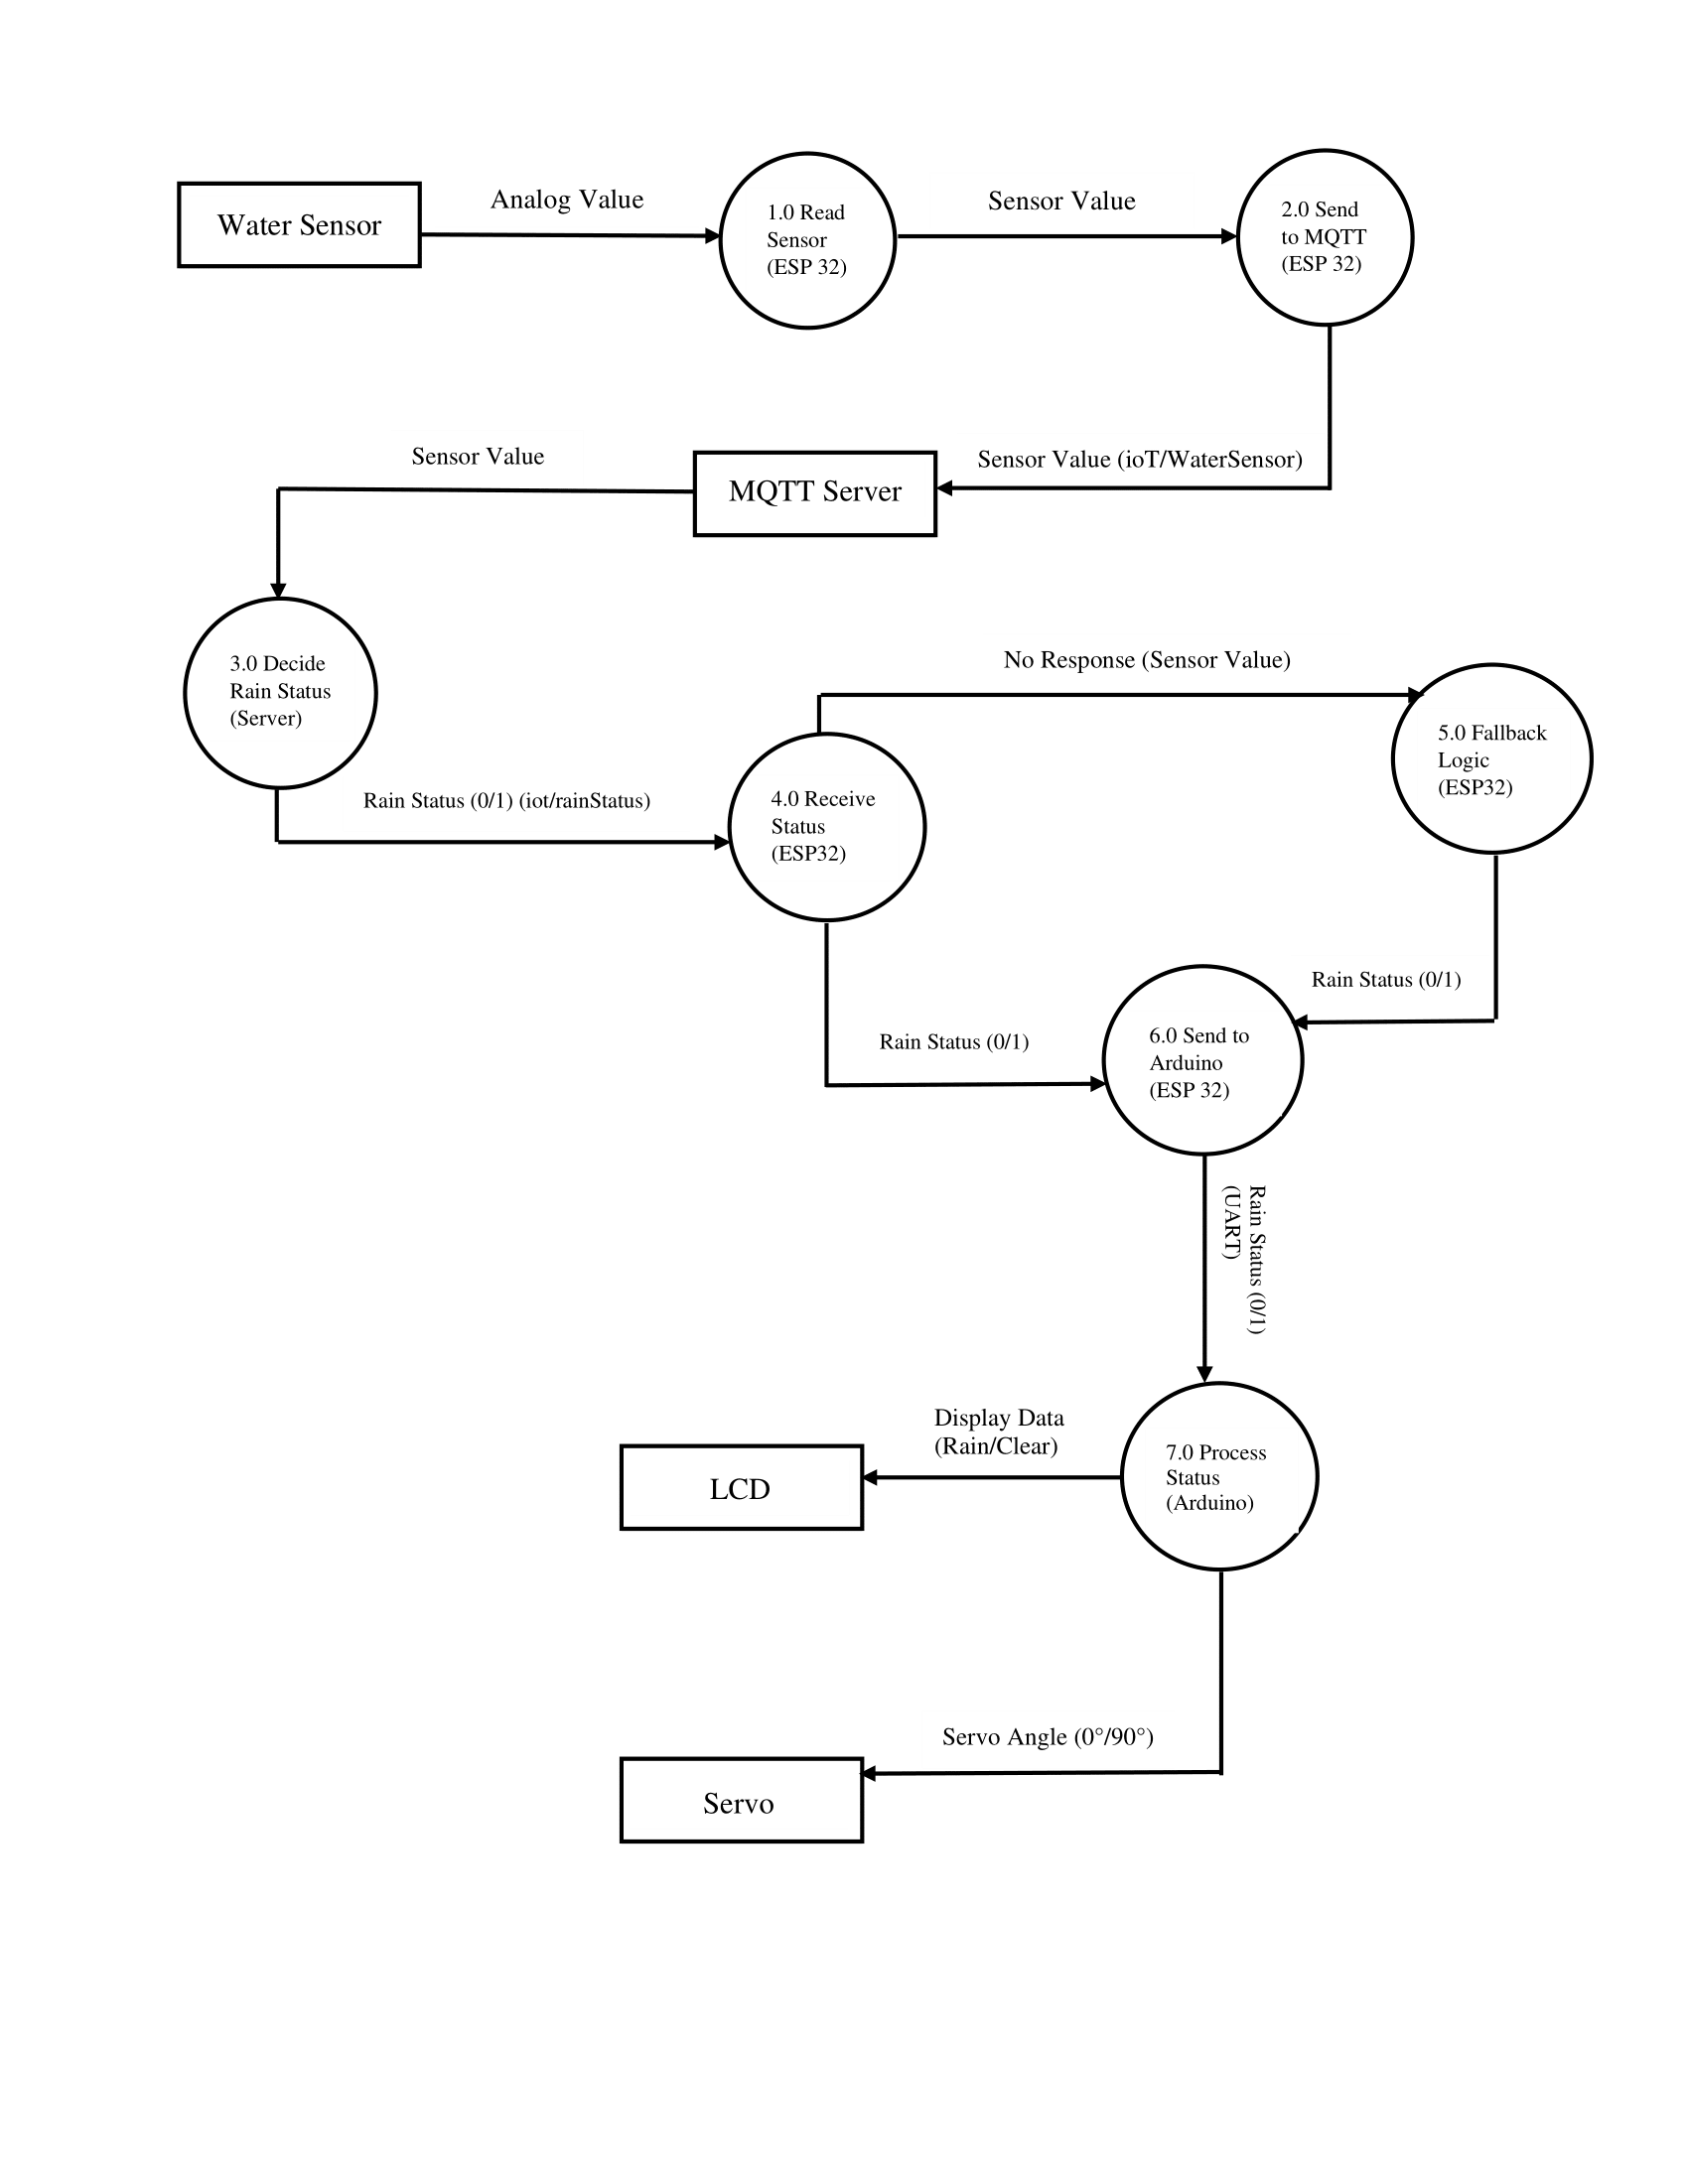 Water Sensor
Analog Value
1.0 Read
Sensor
(ESP 32)
Sensor Value
2.0 Send
to MQTT
(ESP 32)
Sensor Value
MQTT Server
Sensor Value (ioT/WaterSensor)
3.0 Decide
Rain Status
(Server)
No Response (Sensor Value)
5.0 Fallback
Logic
(ESP32)
Rain Status (0/1) (iot/rainStatus)
4.0 Receive
Status
(ESP32)
Rain Status (0/1)
Rain Status (0/1)
6.0 Send to
Arduino
(ESP 32)
Rain Status (0/1)
(UART)
Display Data
(Rain/Clear)
LCD
7.0 Process
Status
(Arduino)
Servo Angle (0°/90°)
Servo